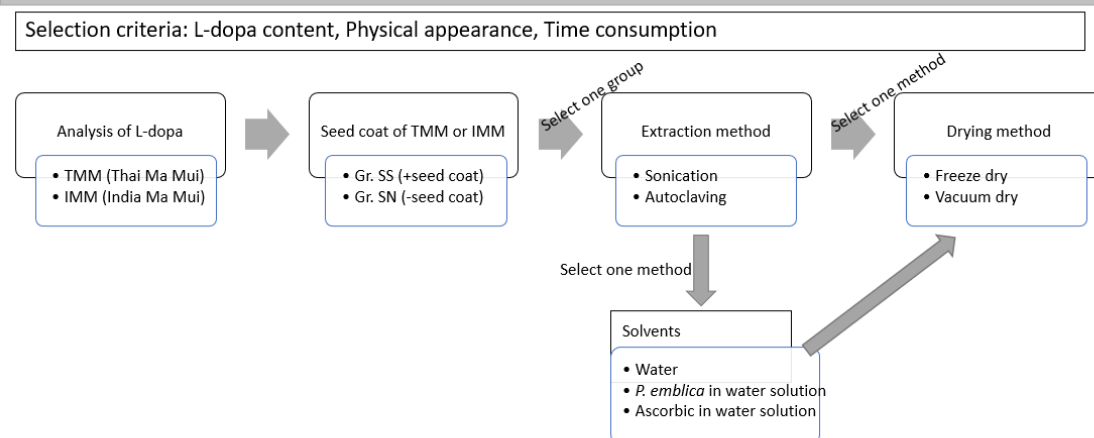 Selection criteria: L-dopa content, Physical appearance, Time consumption
Analysis of L-dopa
• TMM (Thai Ma Mui)
• IMM (India Ma Mui)
Seed coat of TMM or IMM
• Gr. SS (+seed coat)
• Gr. SN (-seed coat)
Select one group
Extraction method
• Sonication
• Autoclaving
Select one method
Drying method
• Freeze dry
• Vacuum dry
Select one method
Solvents
• Water
• P. emblica in water solution
• Ascorbic in water solution